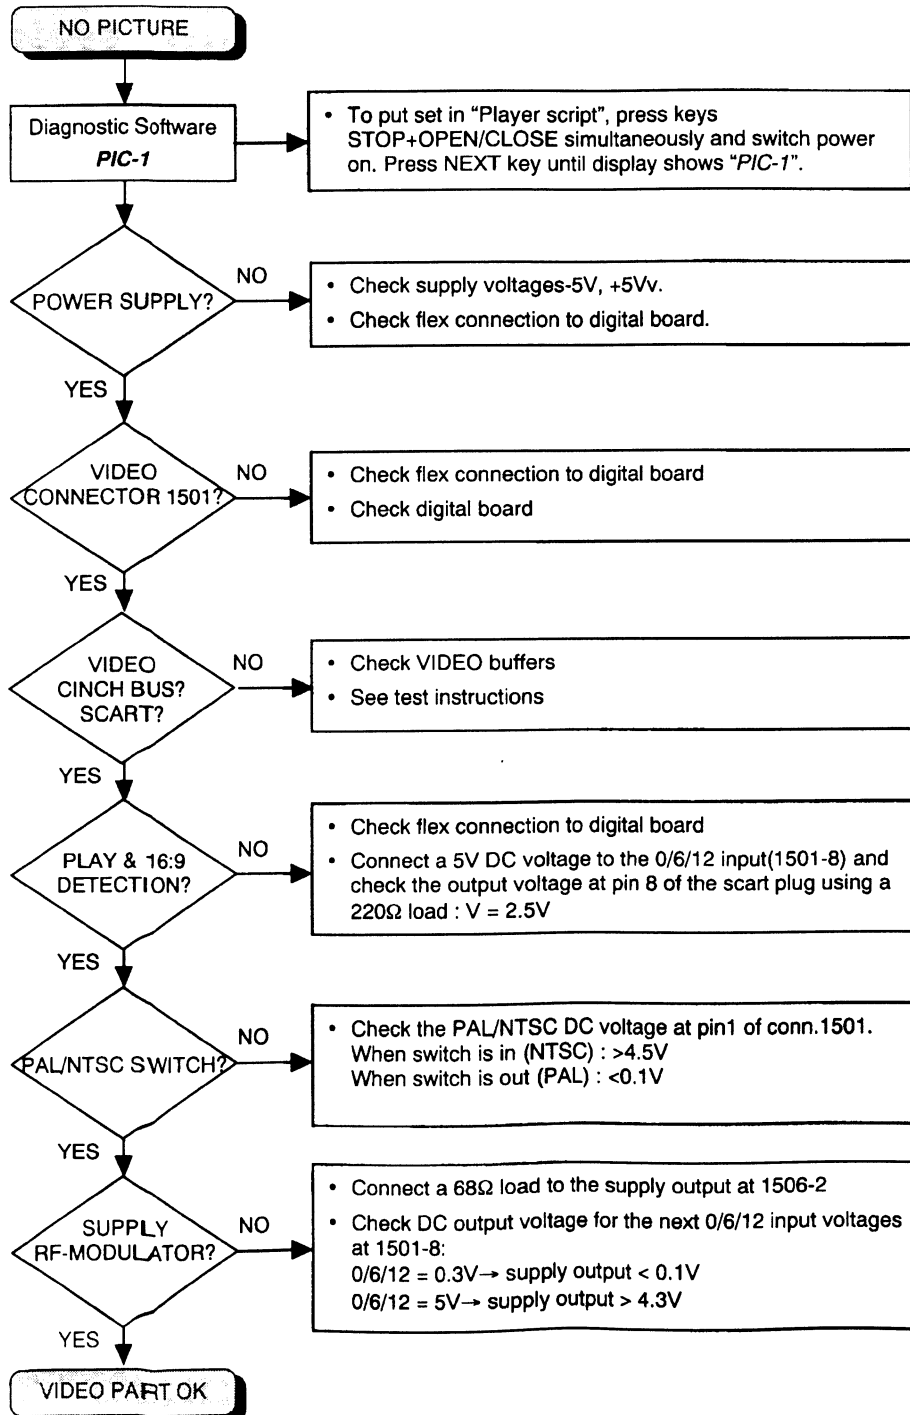 NO PICTURE
Diagnostic Software
PIC-1
• To put set in “Player script”, press keys
STOP+OPEN/CLOSE simultaneously and switch power
on. Press NEXT key until display shows “PIC-1”.
POWER SUPPLY?
NO
• Check supply voltages-5V, +5Vv.
• Check flex connection to digital board.
YES
VIDEO
CONNECTOR 1501?
NO
• Check flex connection to digital board
• Check digital board
YES
VIDEO
CINCH BUS?
SCART?
NO
• Check VIDEO buffers
• See test instructions
YES
PLAY & 16:9
DETECTION?
NO
• Check flex connection to digital board
• Connect a 5V DC voltage to the 0/6/12 input(1501-8) and
check the output voltage at pin 8 of the scart plug using a
220Ω load : V = 2.5V
YES
PAL/NTSC SWITCH?
NO
• Check the PAL/NTSC DC voltage at pin1 of conn.1501.
When switch is in (NTSC) : >4.5V
When switch is out (PAL) : <0.1V
YES
SUPPLY
RF-MODULATOR?
NO
• Connect a 68Ω load to the supply output at 1506-2
• Check DC output voltage for the next 0/6/12 input voltages
at 1501-8:
0/6/12 = 0.3V→ supply output < 0.1V
0/6/12 = 5V→ supply output > 4.3V
YES
VIDEO PART OK